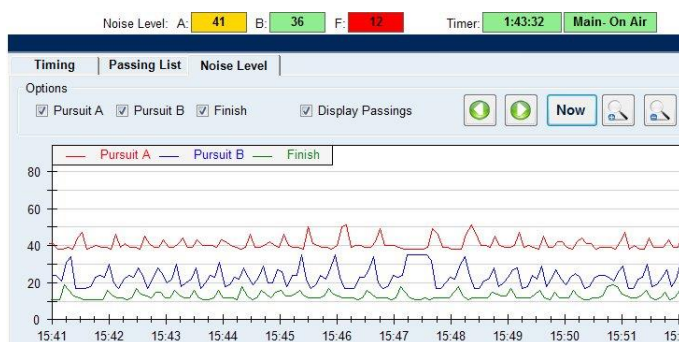 Noise Level: A: 41 B: 36 F: 12 Timer: 1:43:32 Main- On Air
Timing Passing List Noise Level
Options
Pursuit A Pursuit B Finish Display Passings Now
Pursuit A Pursuit B Finish
80
60
40
20
0
15:41 15:42 15:43 15:44 15:45 15:46 15:47 15:48 15:49 15:50 15:51